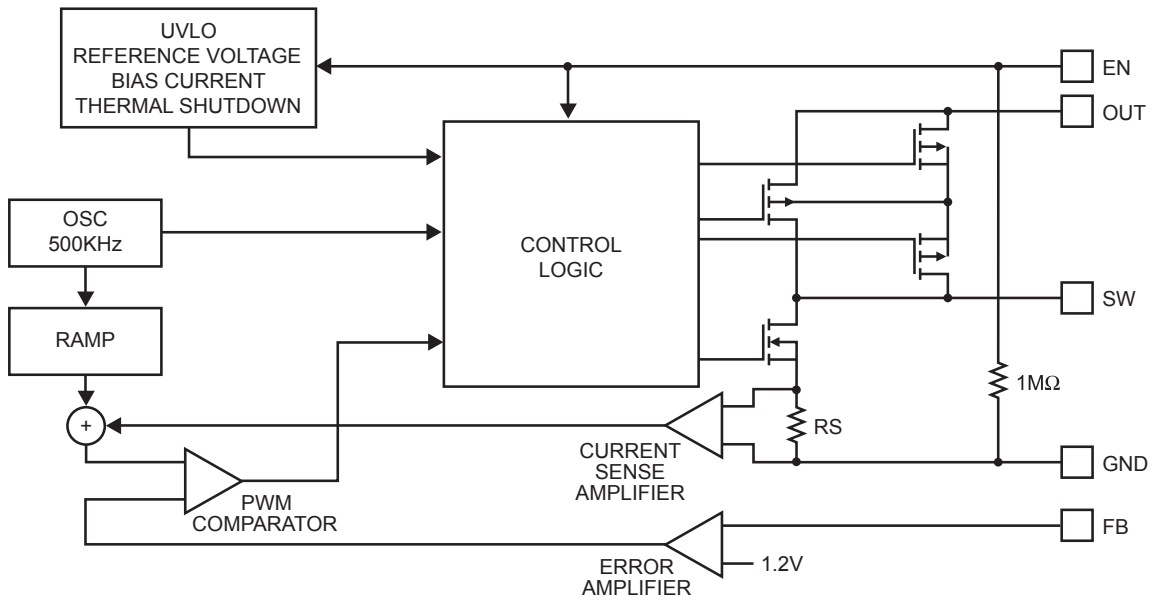 UVLO
REFERENCE VOLTAGE
BIAS CURRENT
THERMAL SHUTDOWN
EN
OUT
OSC
500KHz
CONTROL
LOGIC
SW
RAMP
1MΩ
+
RS
CURRENT
SENSE
AMPLIFIER
GND
PWM
COMPARATOR
FB
ERROR
AMPLIFIER
1.2V